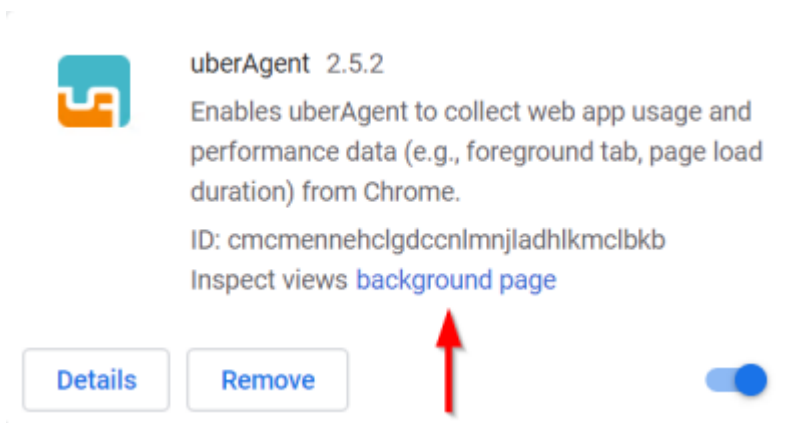 uberAgent 2.5.2
Enables uberAgent to collect web app usage and
performance data (e.g., foreground tab, page load
duration) from Chrome.
ID: cmcmennehclgdccnlmnjladhlkmclbkb
Inspect views background page
Details Remove